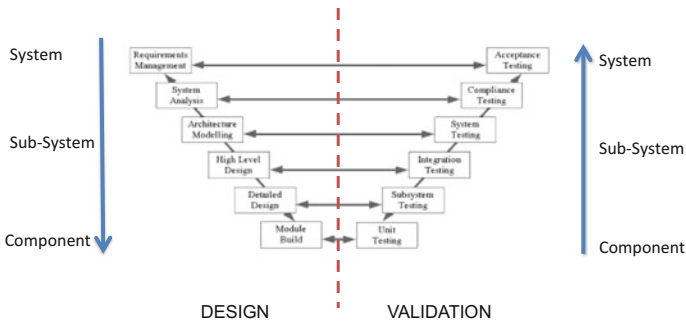 System
Sub-System
Component
Requirements
Management
System
Analysis
Architecture
Modelling
High Level
Design
Detailed
Design
Module
Build
Acceptance
Testing
Compliance
Testing
System
Testing
Integration
Testing
Subsystem
Testing
Unit
Testing
System
Sub-System
Component
DESIGN
VALIDATION